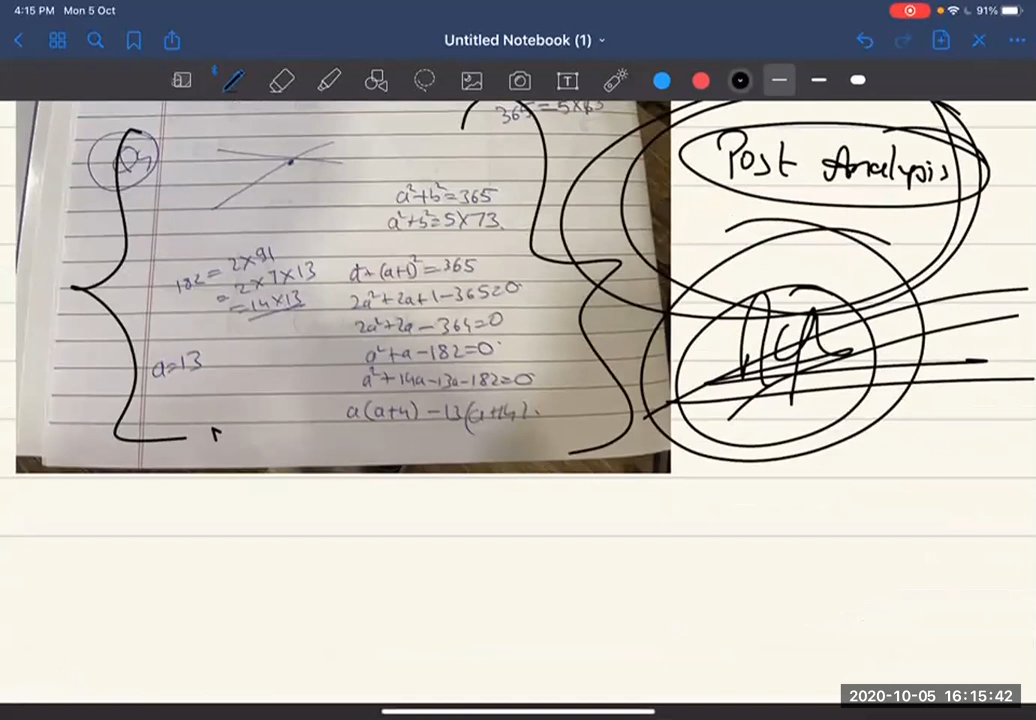 4:15 PM Mon 5 Oct
91%
Untitled Notebook (1)
365 = 5×63
Post Analysis
a²+b²=365
a²+b²=5×73
182 = 2×91
= 2×7×13
= 14×13
a²+(a+1)²=365
2a²+2a+1-365=0
2a²+2a-364=0
a²+a-182=0
a=13
a²+14a-13a-182=0
a(a+4)-13(a+14)
2020-10-05 16:15:42